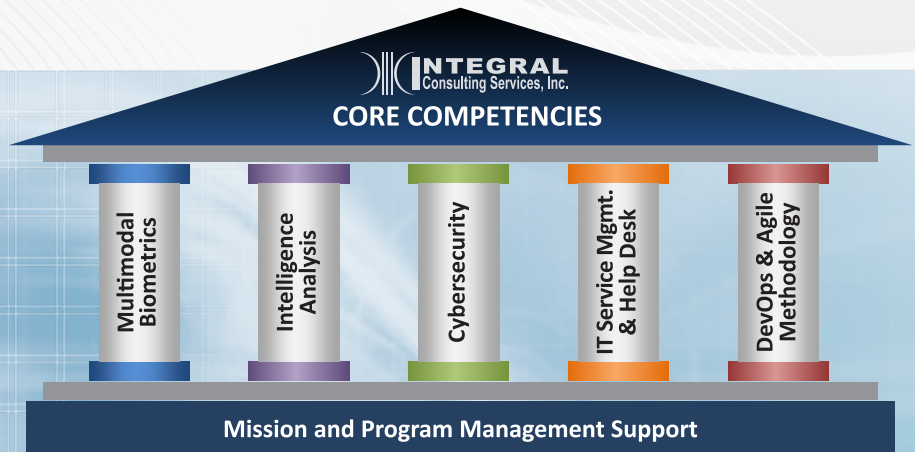 INTEGRAL
Consulting Services, Inc.
CORE COMPETENCIES
Multimodal
Biometrics
Intelligence
Analysis
Cybersecurity
IT Service Mgmt.
& Help Desk
DevOps & Agile
Methodology
Mission and Program Management Support